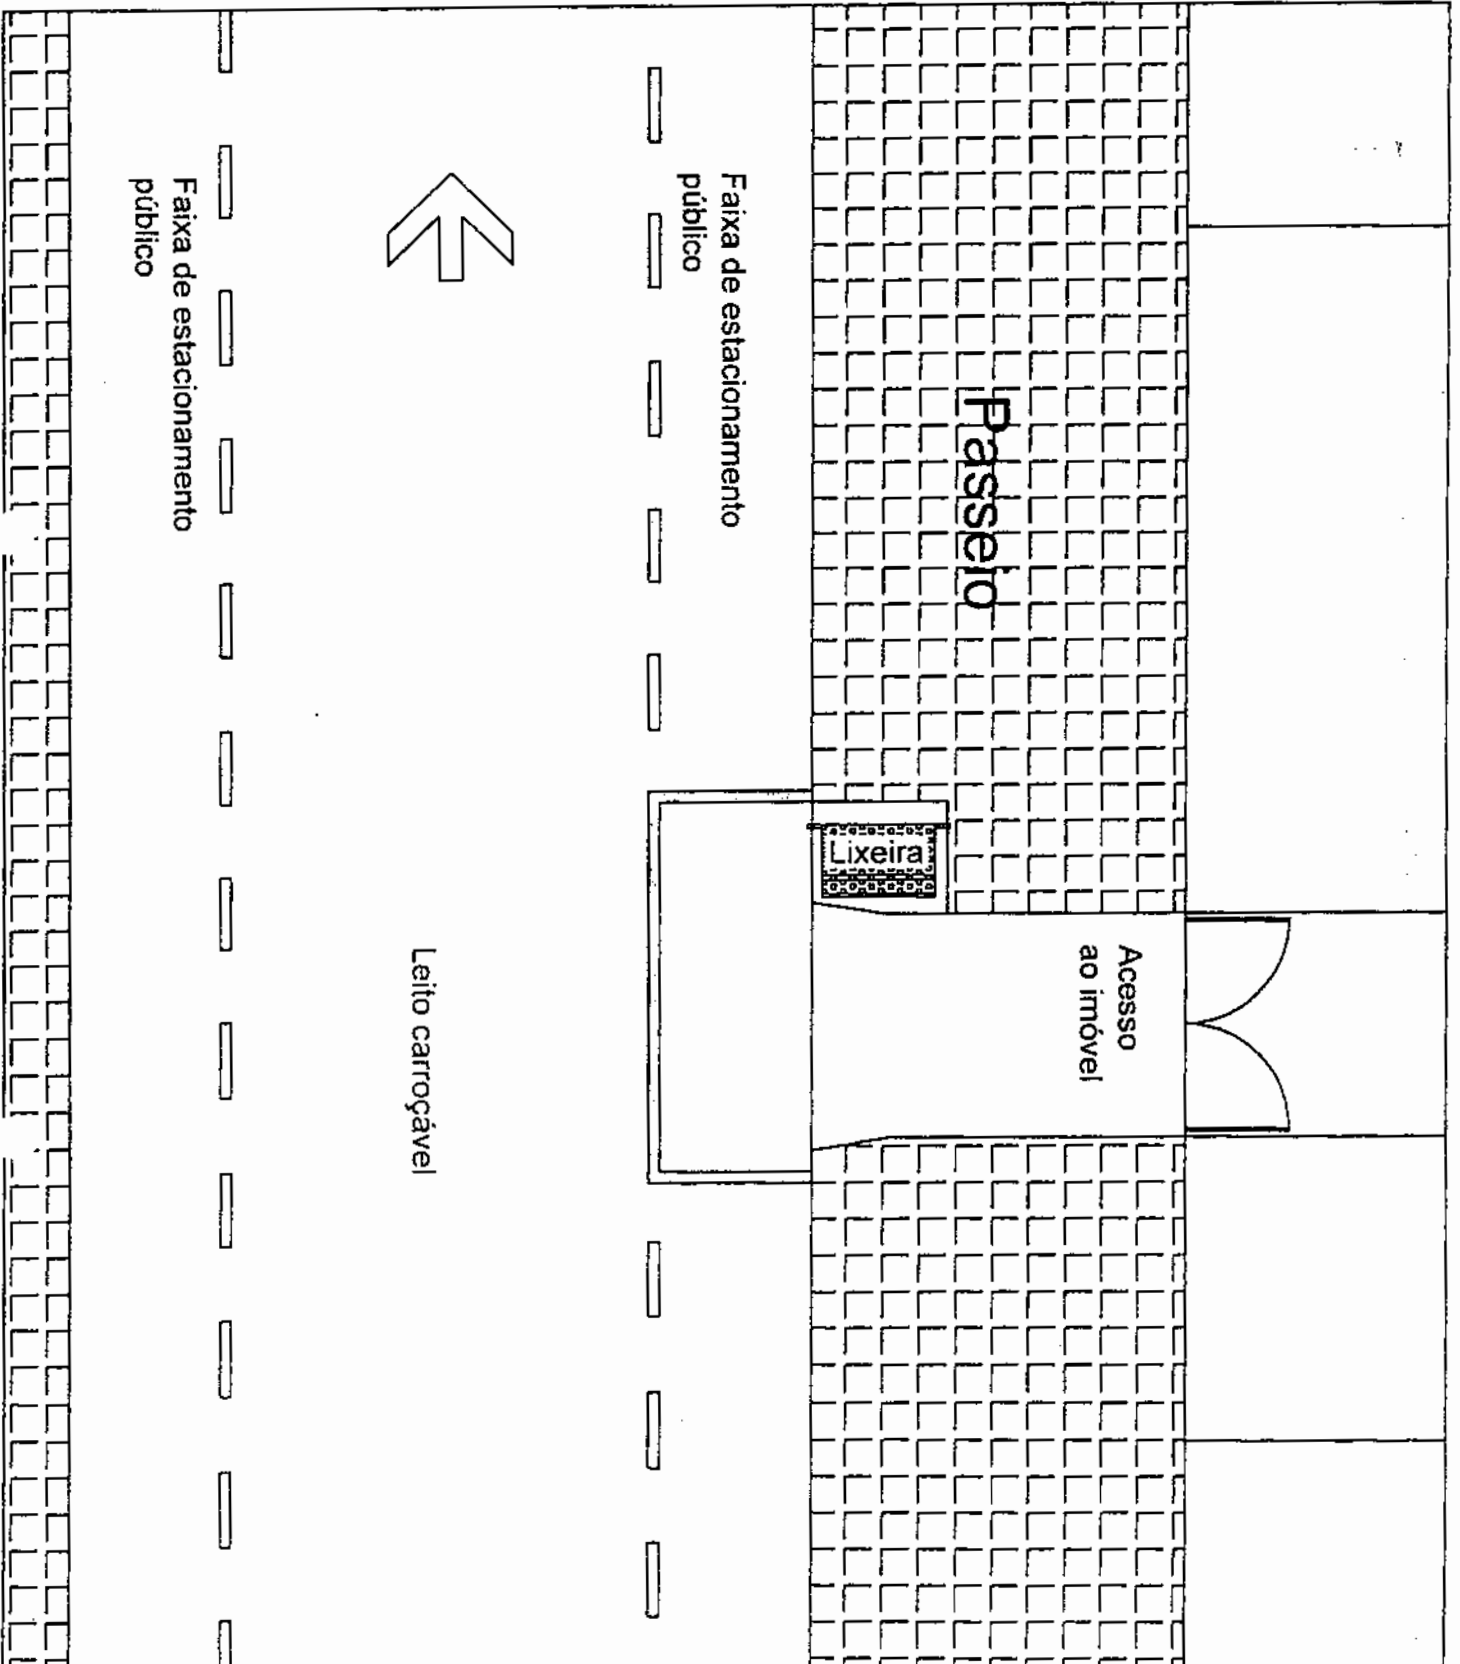 Passeio
Acesso
ao imóvel
Lixeira
Faixa de estacionamento
público
Leito carroçável
Faixa de estacionamento
público